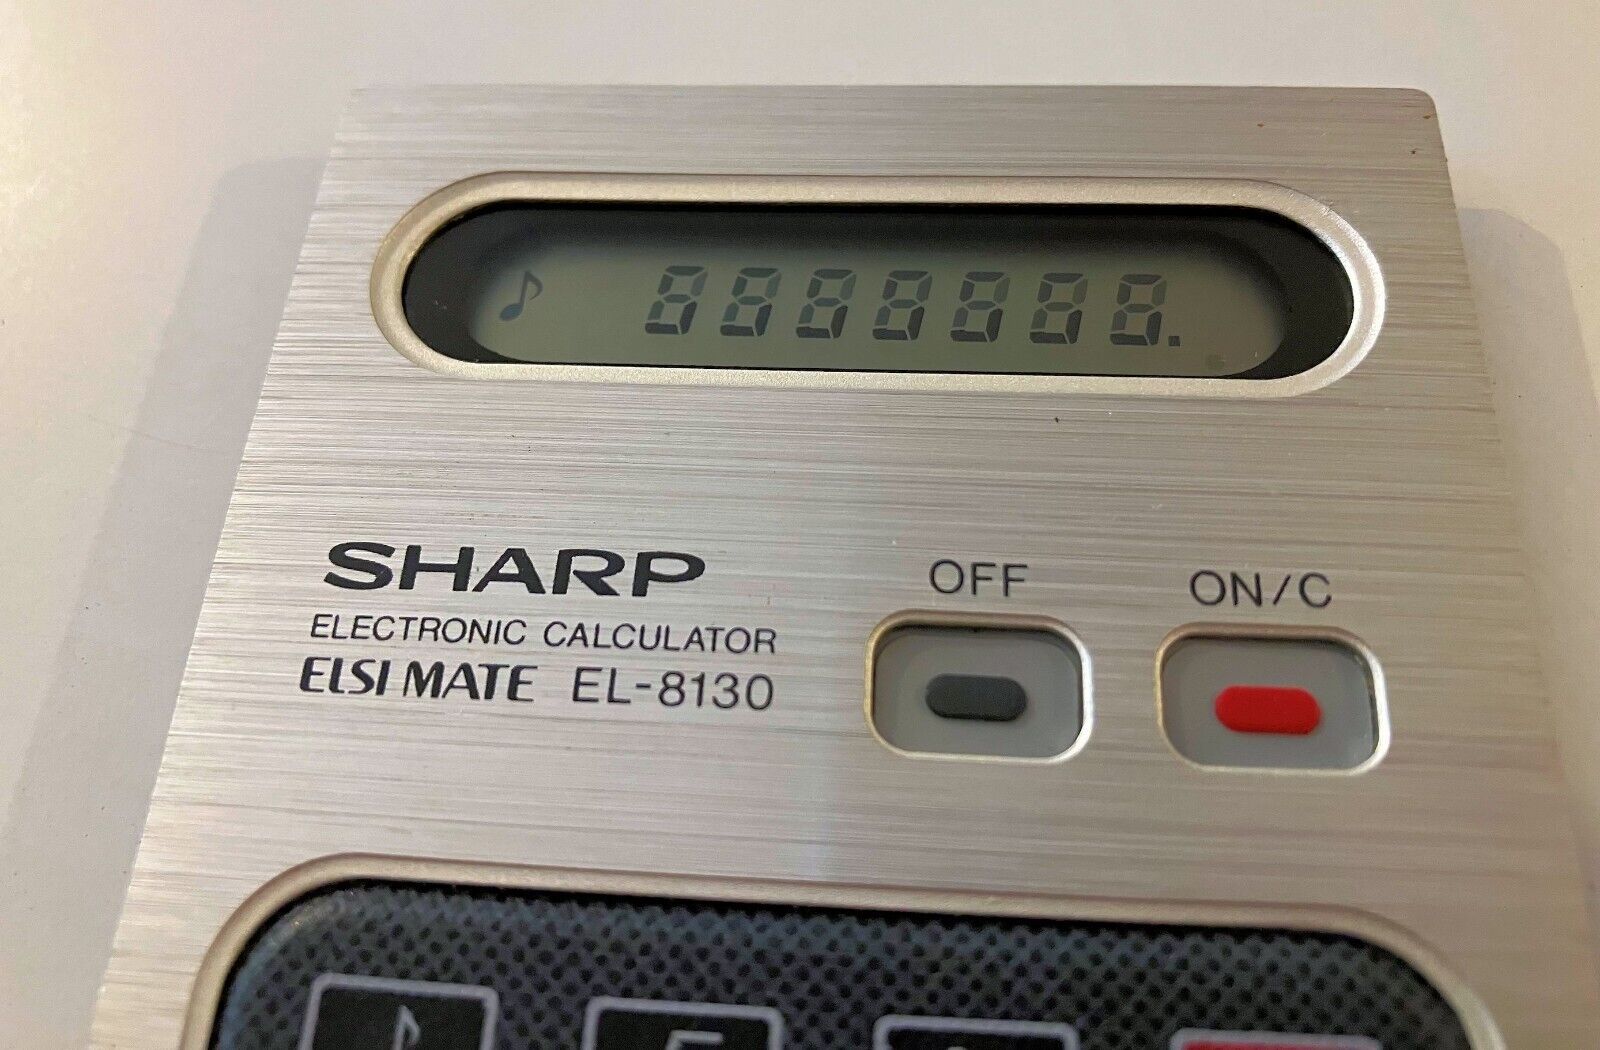 ♪ 8888888.
SHARP
ELECTRONIC CALCULATOR
ELSI MATE EL-8130
OFF
ON/C